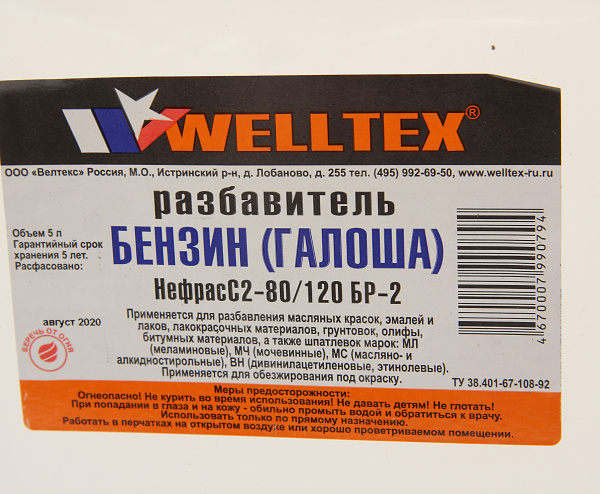 WELLTEX®
ООО «Велтекс» Россия, М.О., Истринский р-н, д. Лобаново, д. 255 тел. (495) 992-69-50, www.welltex-ru.ru
разбавитель
БЕНЗИН (ГАЛОША)
НефрасС2-80/120 БР-2
Объем 5 л
Гарантийный срок
хранения 5 лет.
Расфасовано:
август 2020
БЕРЕЧЬ ОТ ОГНЯ
Применяется для разбавления масляных красок, эмалей и
лаков, лакокрасочных материалов, грунтовок, олифы,
битумных материалов, а также шпатлевок марок: МЛ
(меламиновые), МЧ (мочевинные), МС (масляно- и
алкидностирольные), ВН (дивинилацетиленовые, этинолевые).
Применяется для обезжирования под окраску.
4670007990794
ТУ 38.401-67-108-92
Меры предосторожности:
Огнеопасно! Не курить во время использования! Не давать детям! Не глотать!
При попадании в глаза и на кожу - обильно промыть водой и обратиться к врачу.
Использовать только по прямому назначению.
Работать в перчатках на открытом воздухе или хорошо проветриваемом помещении.